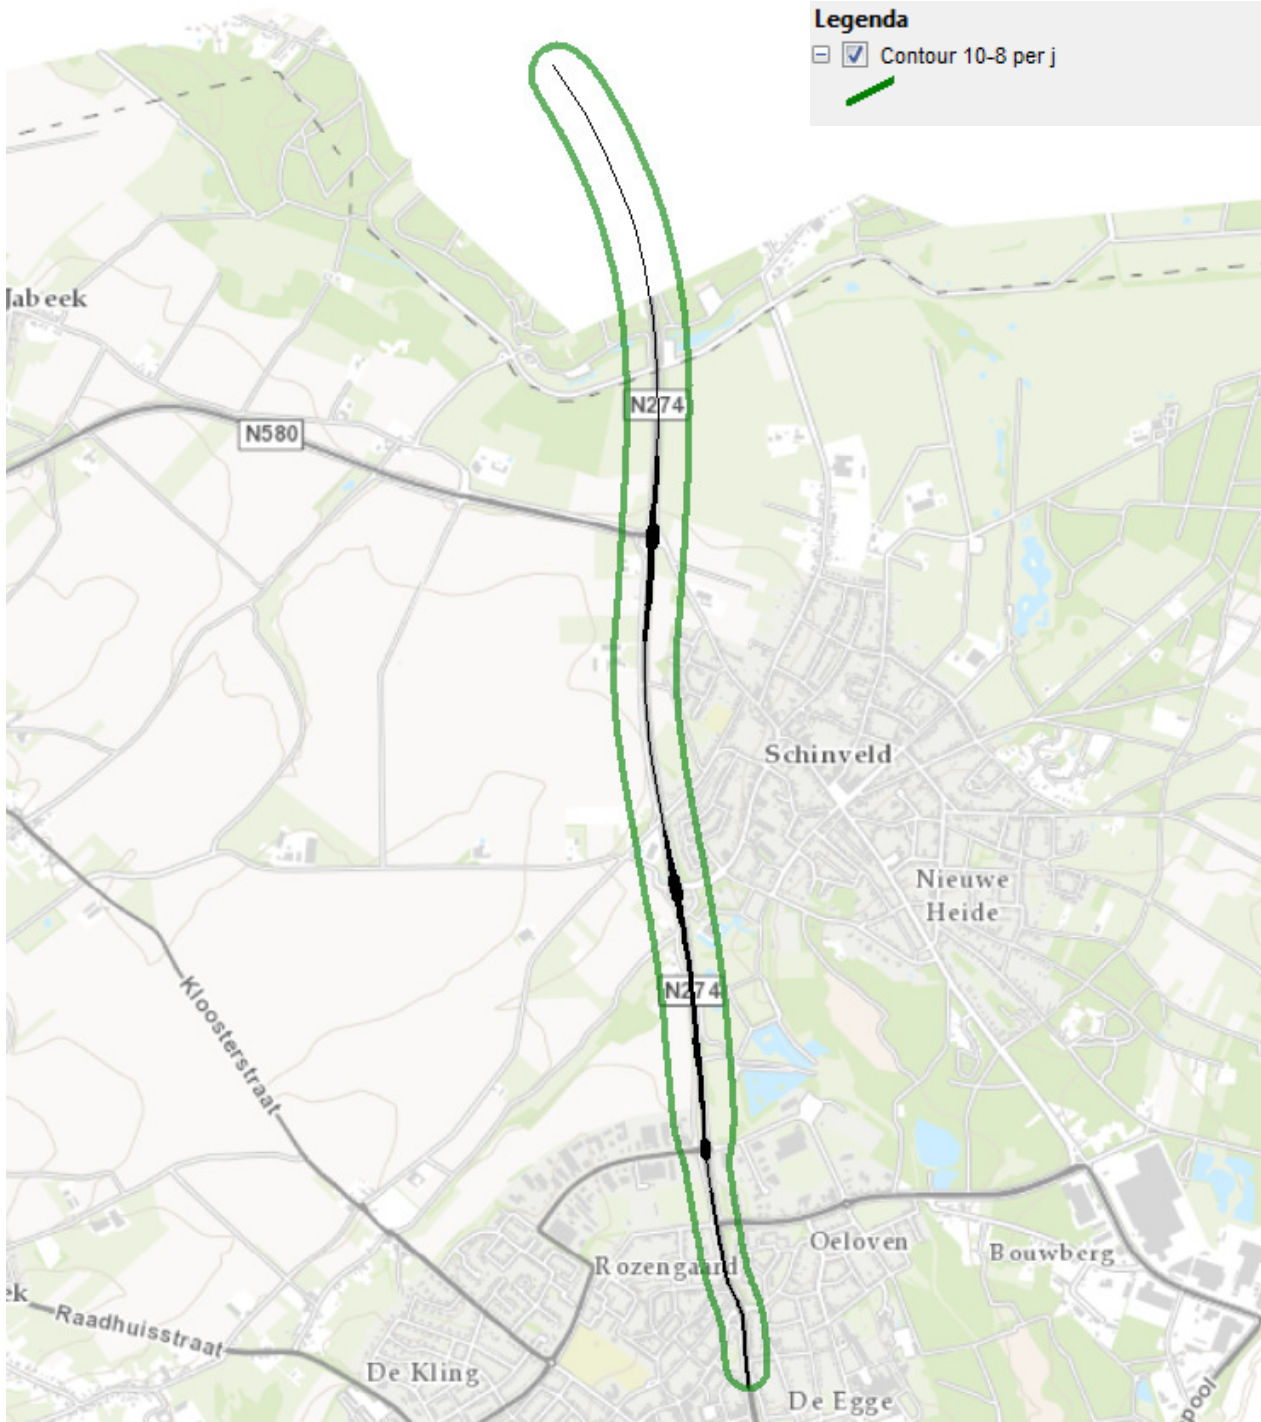 Legenda
Contour 10-8 per j
Jabeek
N274
N580
Schinveld
Nieuwe
Heide
Kloosterstraat
N274
Oeloven
Bouwberg
Rozengaard
ek
Raadhuisstraat
De Kling
De Egge
pool